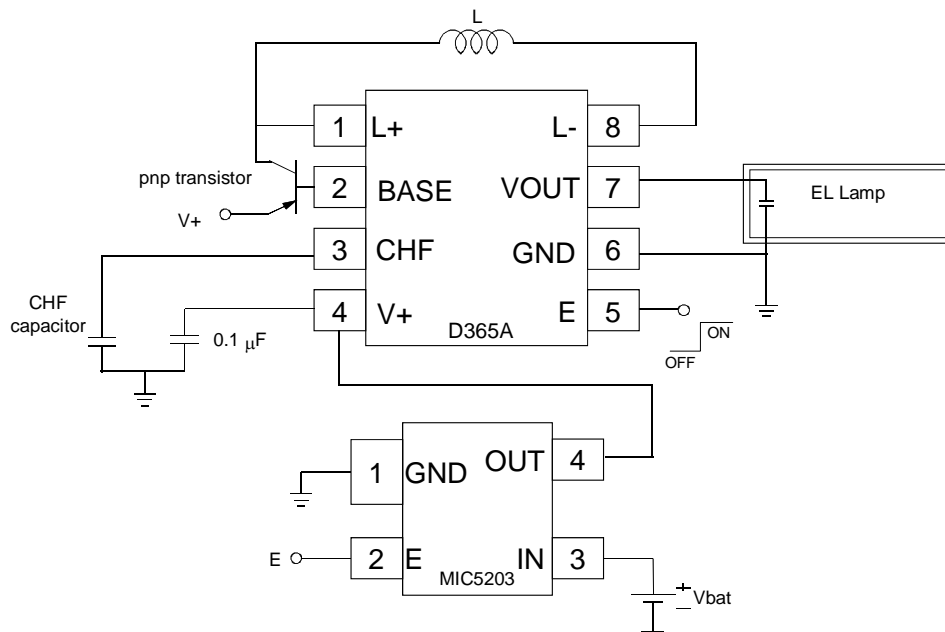 L
1 L+ L- 8
pnp transistor
2 BASE VOUT 7
EL Lamp
V+
3 CHF GND 6
CHF
capacitor
4 V+ E 5
0.1 μF
D365A
ON
OFF
1 GND OUT 4
E 2 E IN 3
MIC5203
+
−
Vbat